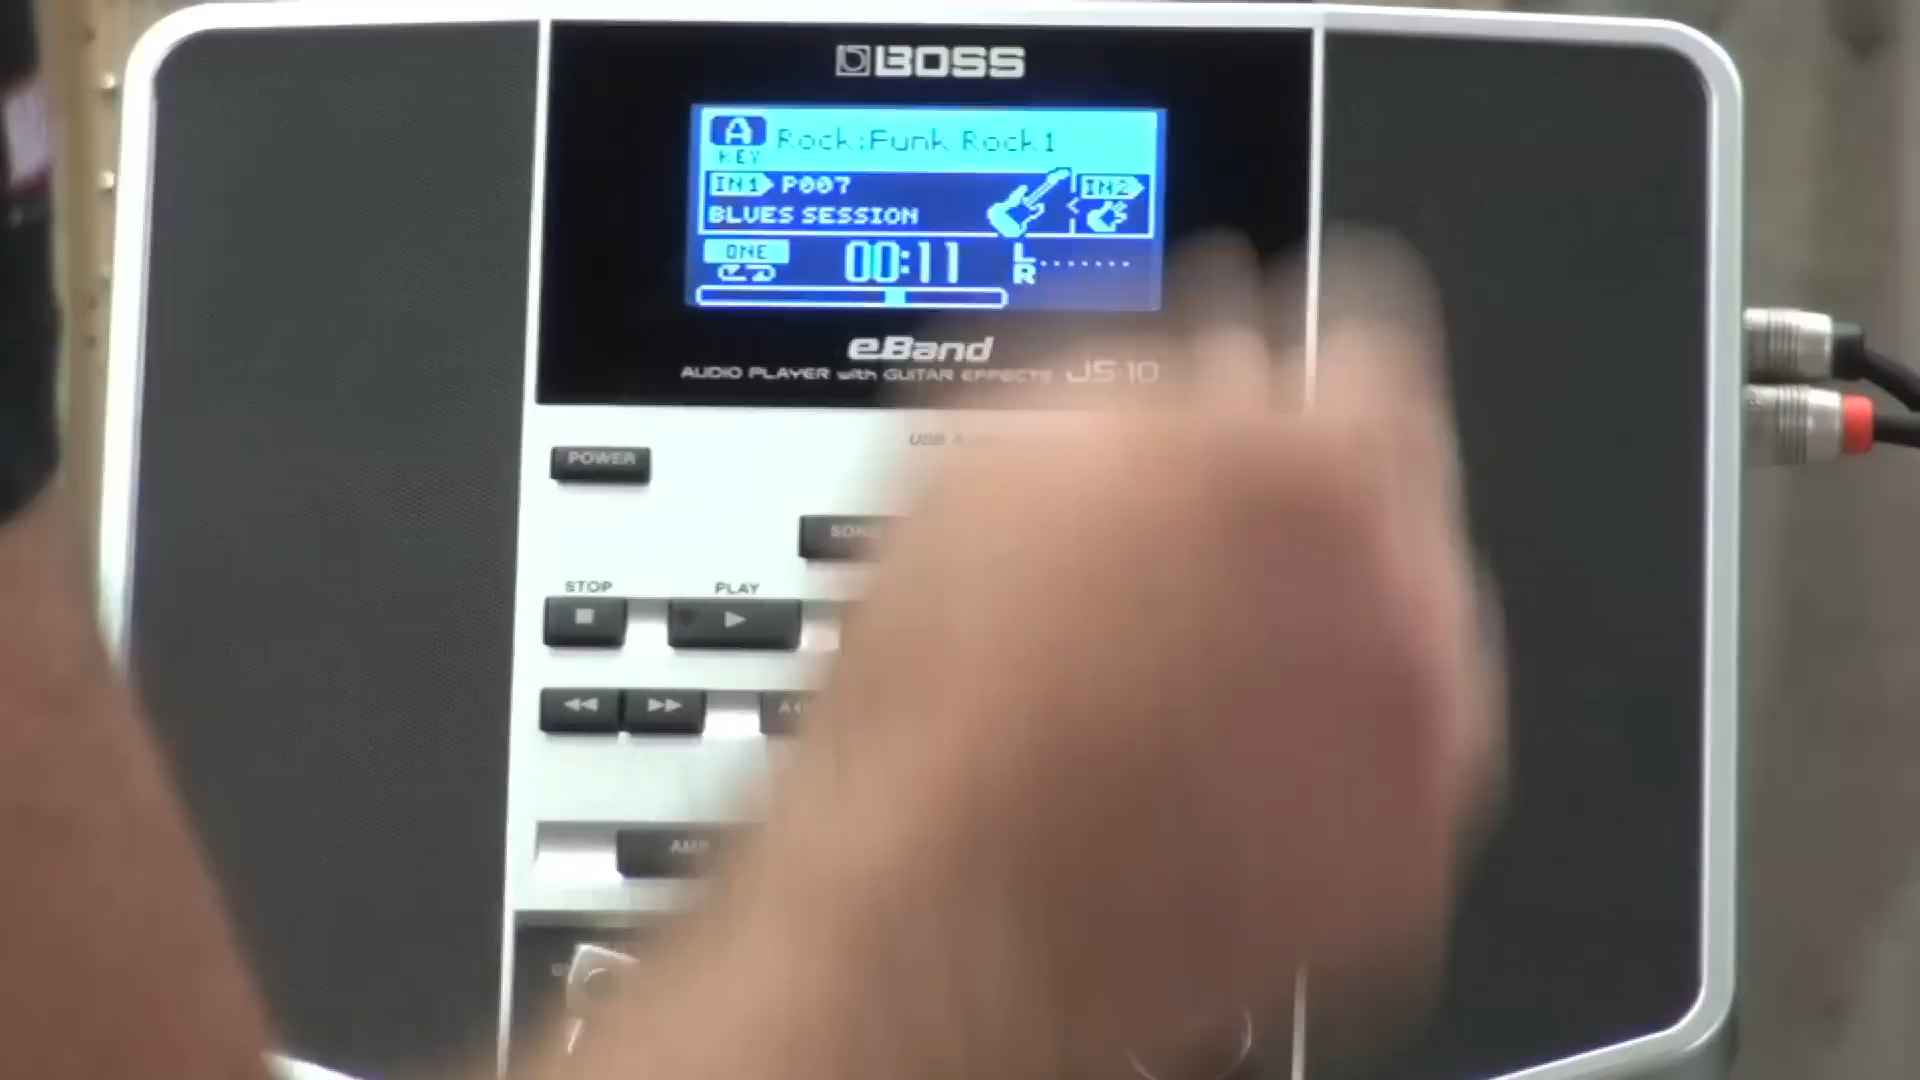 BOSS
A Rock:Funk Rock1
KEY
IN1 P007 IN2
BLUES SESSION
ONE 00:11 L
R
eBand
AUDIO PLAYER with GUITAR EFFECTS JS-10
USB
POWER
SONG
STOP PLAY
AMP